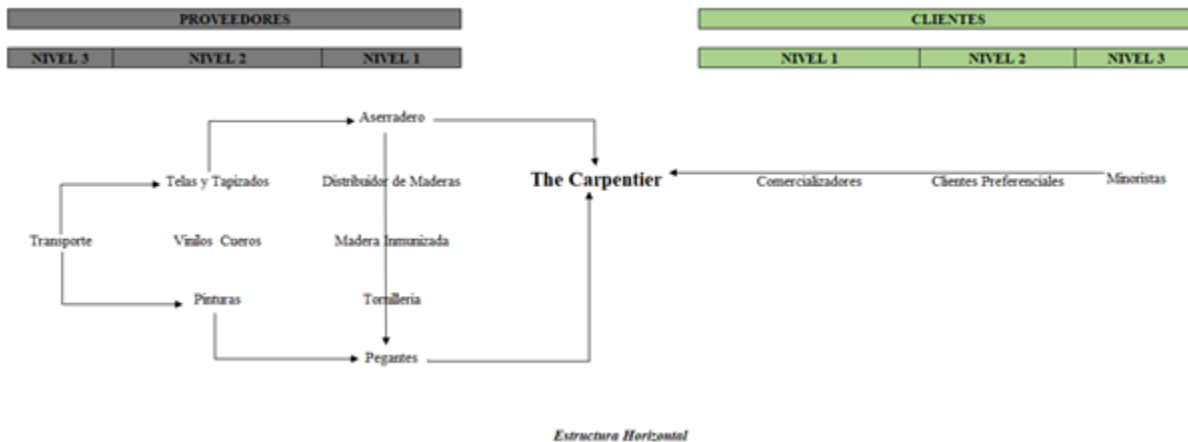 PROVEEDORES
CLIENTES
NIVEL 3 NIVEL 2 NIVEL 1
NIVEL 1 NIVEL 2 NIVEL 3
Aserradero
Telas y Tapizados Distribuidor de Maderas The Carpentier Comercializadores Clientes Preferenciales Minoristas
Transporte Vinilos Cueros Madera Inmunizada
Pinturas Tornilleria
Pegantes
Estructura Horizontal